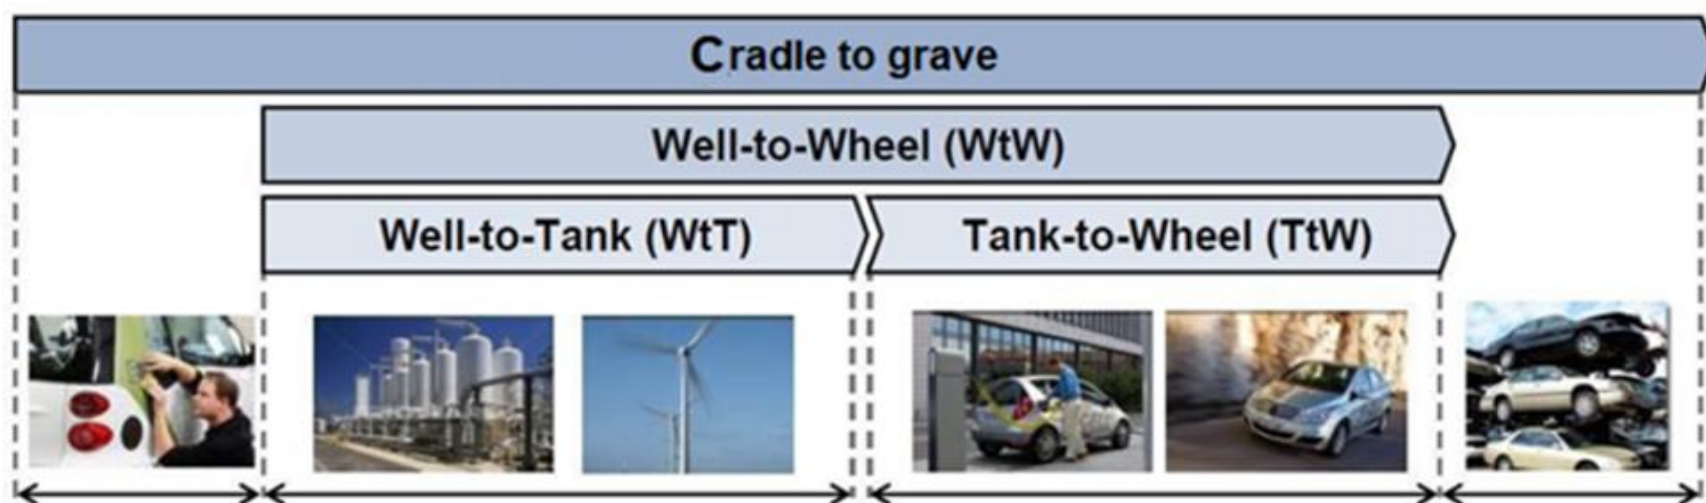 Cradle to grave
Well-to-Wheel (WtW)
Well-to-Tank (WtT)
Tank-to-Wheel (TtW)